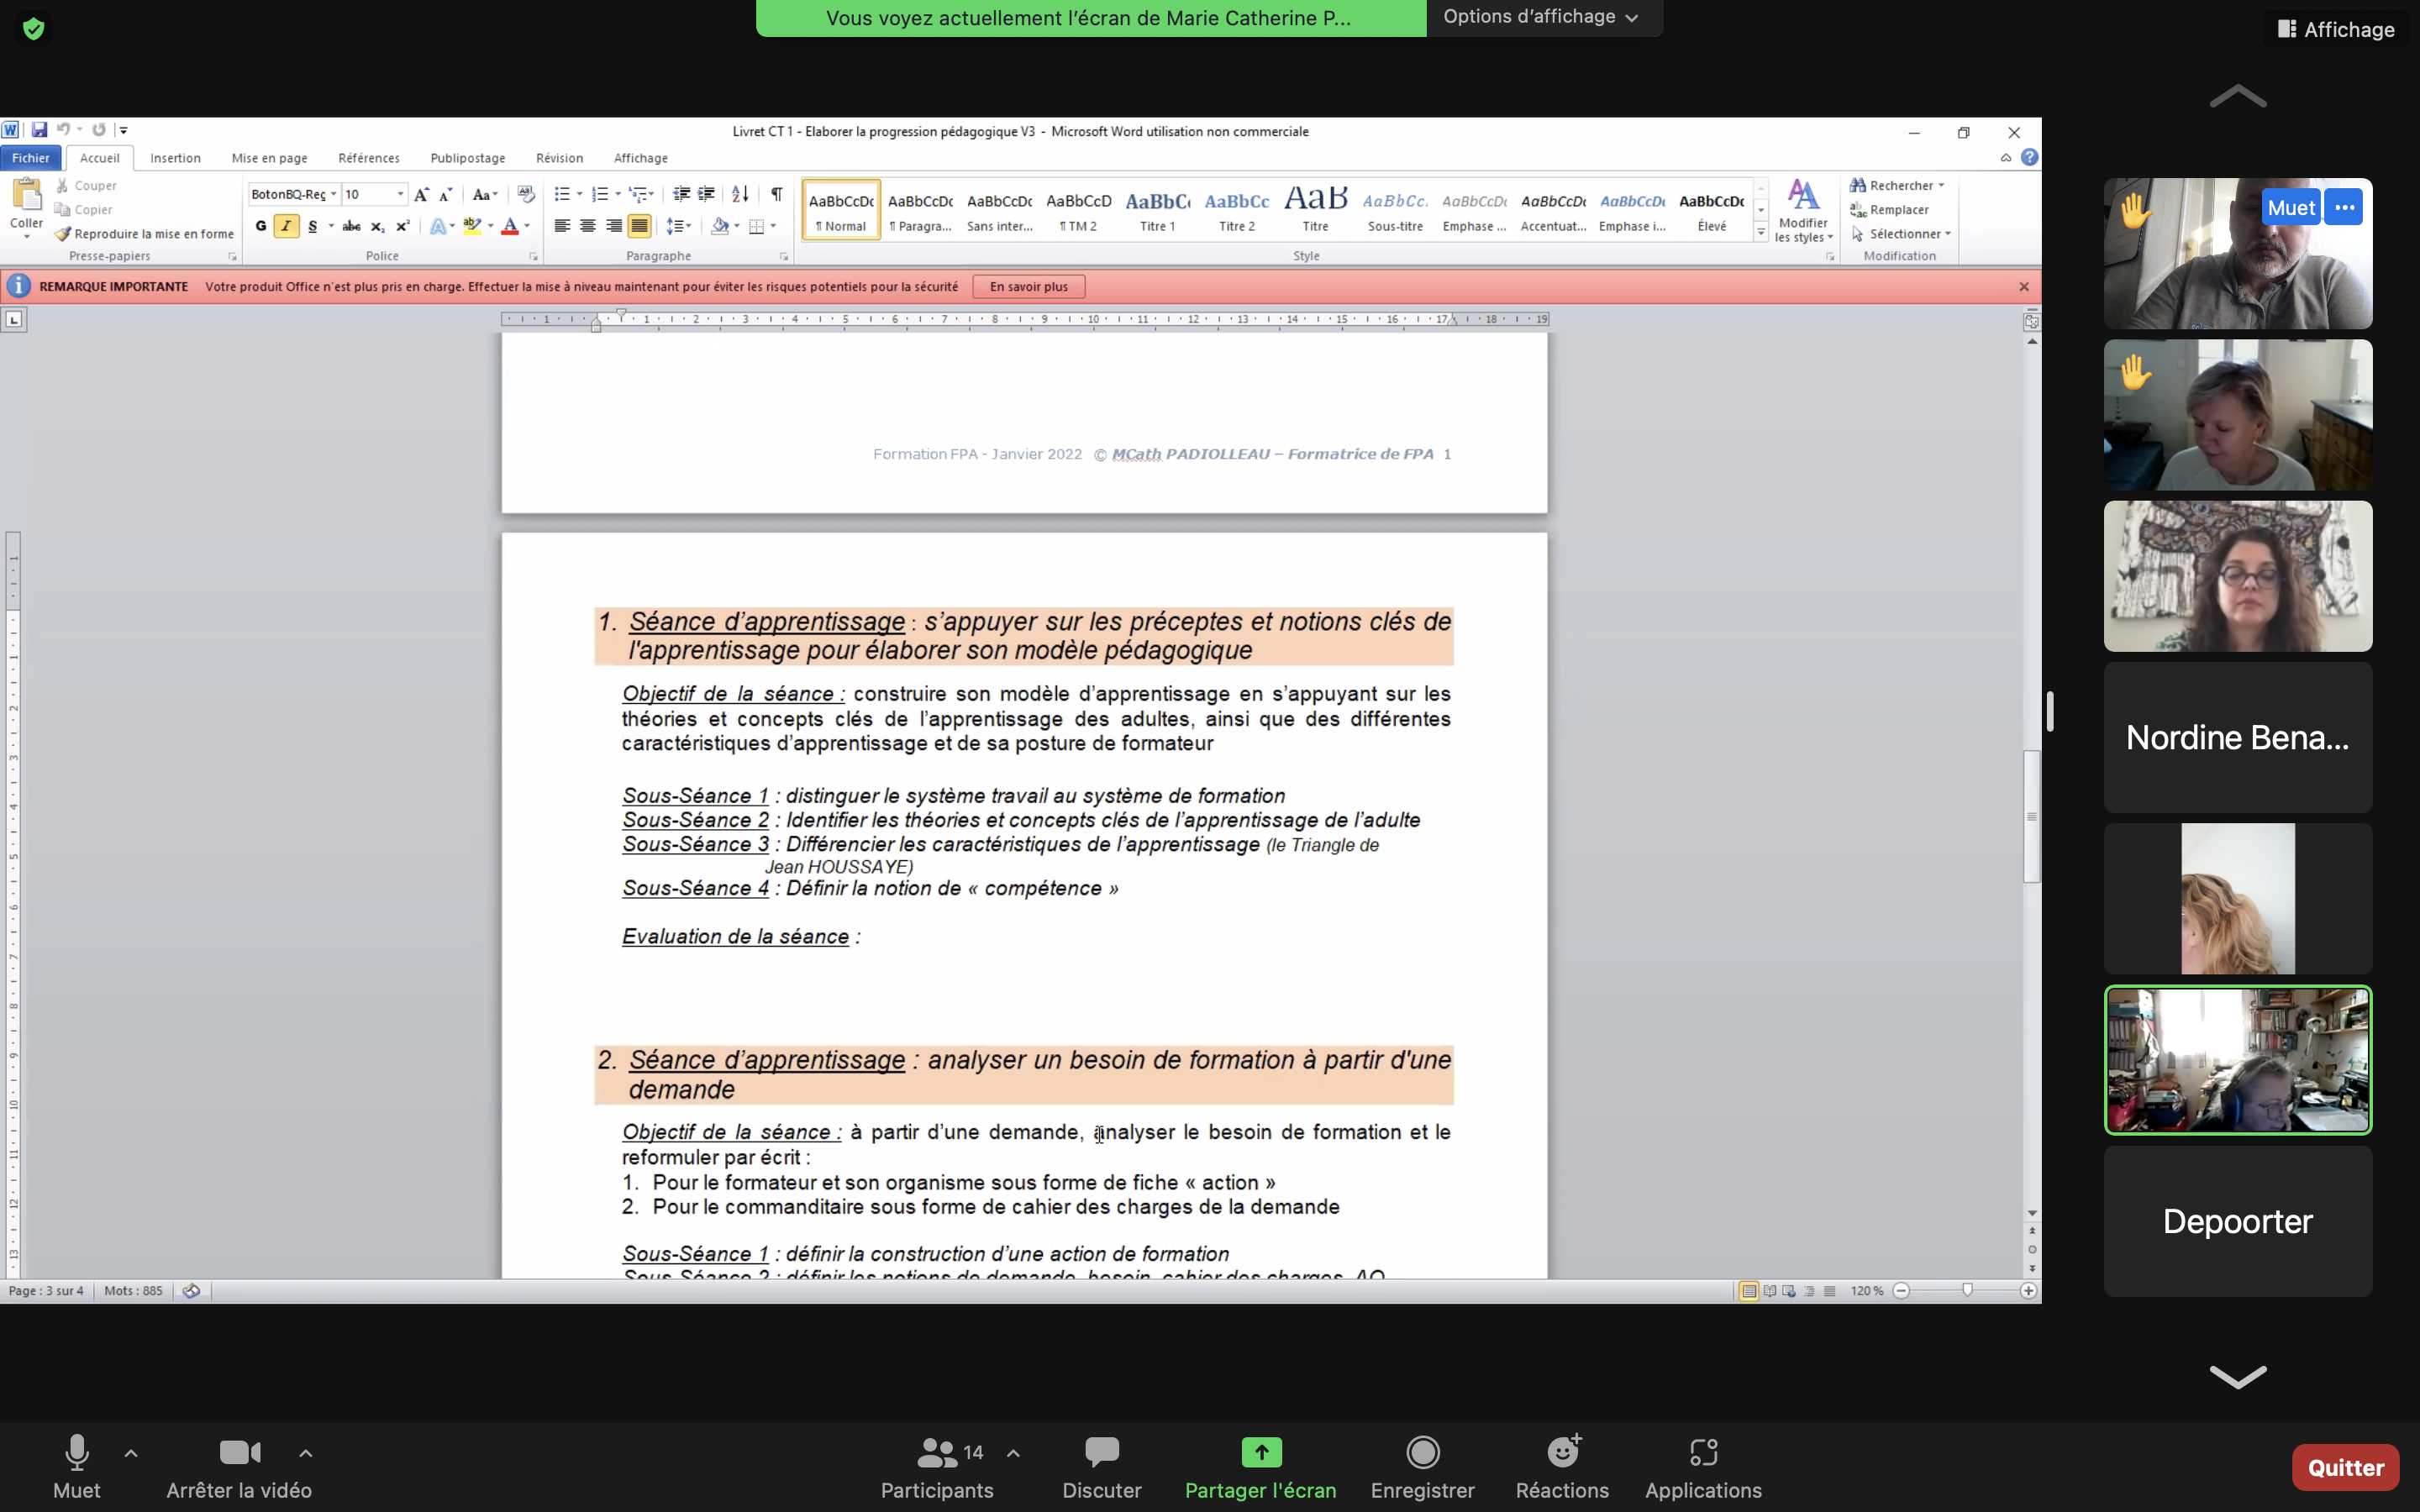 Vous voyez actuellement l'écran de Marie Catherine P...
Options d'affichage
Affichage
Livret CT 1 - Elaborer la progression pédagogique V3 - Microsoft Word utilisation non commerciale
Fichier Accueil Insertion Mise en page Références Publipostage Révision Affichage
Coller
Couper
Copier
Reproduire la mise en forme
Presse-papiers
BotonBQ-Reg 10
Police
Paragraphe
AaBbCcDc AaBbCcDc AaBbCcDc AaBbCcD AaBbC AaBbCc AaB AaBbCc. AaBbCcDc AaBbCcDc AaBbCcDc AaBbCcDc
¶ Normal ¶ Paragra... Sans inter... ¶ TM 2 Titre 1 Titre 2 Titre Sous-titre Emphase ... Accentuat... Emphase i... Élevé
Style
Modifier les styles
Rechercher
Remplacer
Sélectionner
Modification
REMARQUE IMPORTANTE Votre produit Office n'est plus pris en charge. Effectuer la mise à niveau maintenant pour éviter les risques potentiels pour la sécurité En savoir plus
Formation FPA - Janvier 2022 © MCath PADIOLLEAU – Formatrice de FPA 1
1. Séance d'apprentissage : s'appuyer sur les préceptes et notions clés de
l'apprentissage pour élaborer son modèle pédagogique
Objectif de la séance : construire son modèle d'apprentissage en s'appuyant sur les
théories et concepts clés de l'apprentissage des adultes, ainsi que des différentes
caractéristiques d'apprentissage et de sa posture de formateur
Sous-Séance 1 : distinguer le système travail au système de formation
Sous-Séance 2 : Identifier les théories et concepts clés de l'apprentissage de l'adulte
Sous-Séance 3 : Différencier les caractéristiques de l'apprentissage (le Triangle de
Jean HOUSSAYE)
Sous-Séance 4 : Définir la notion de « compétence »
Evaluation de la séance :
2. Séance d'apprentissage : analyser un besoin de formation à partir d'une
demande
Objectif de la séance : à partir d'une demande, analyser le besoin de formation et le
reformuler par écrit :
1. Pour le formateur et son organisme sous forme de fiche « action »
2. Pour le commanditaire sous forme de cahier des charges de la demande
Sous-Séance 1 : définir la construction d'une action de formation
Sous-Séance 2 : définir les notions de demande, besoin, cahier des charges, AO
Page : 3 sur 4 Mots : 885
120 %
Muet
Nordine Bena...
Depoorter
Muet
Arrêter la vidéo
14
Participants
Discuter
Partager l'écran
Enregistrer
Réactions
Applications
Quitter